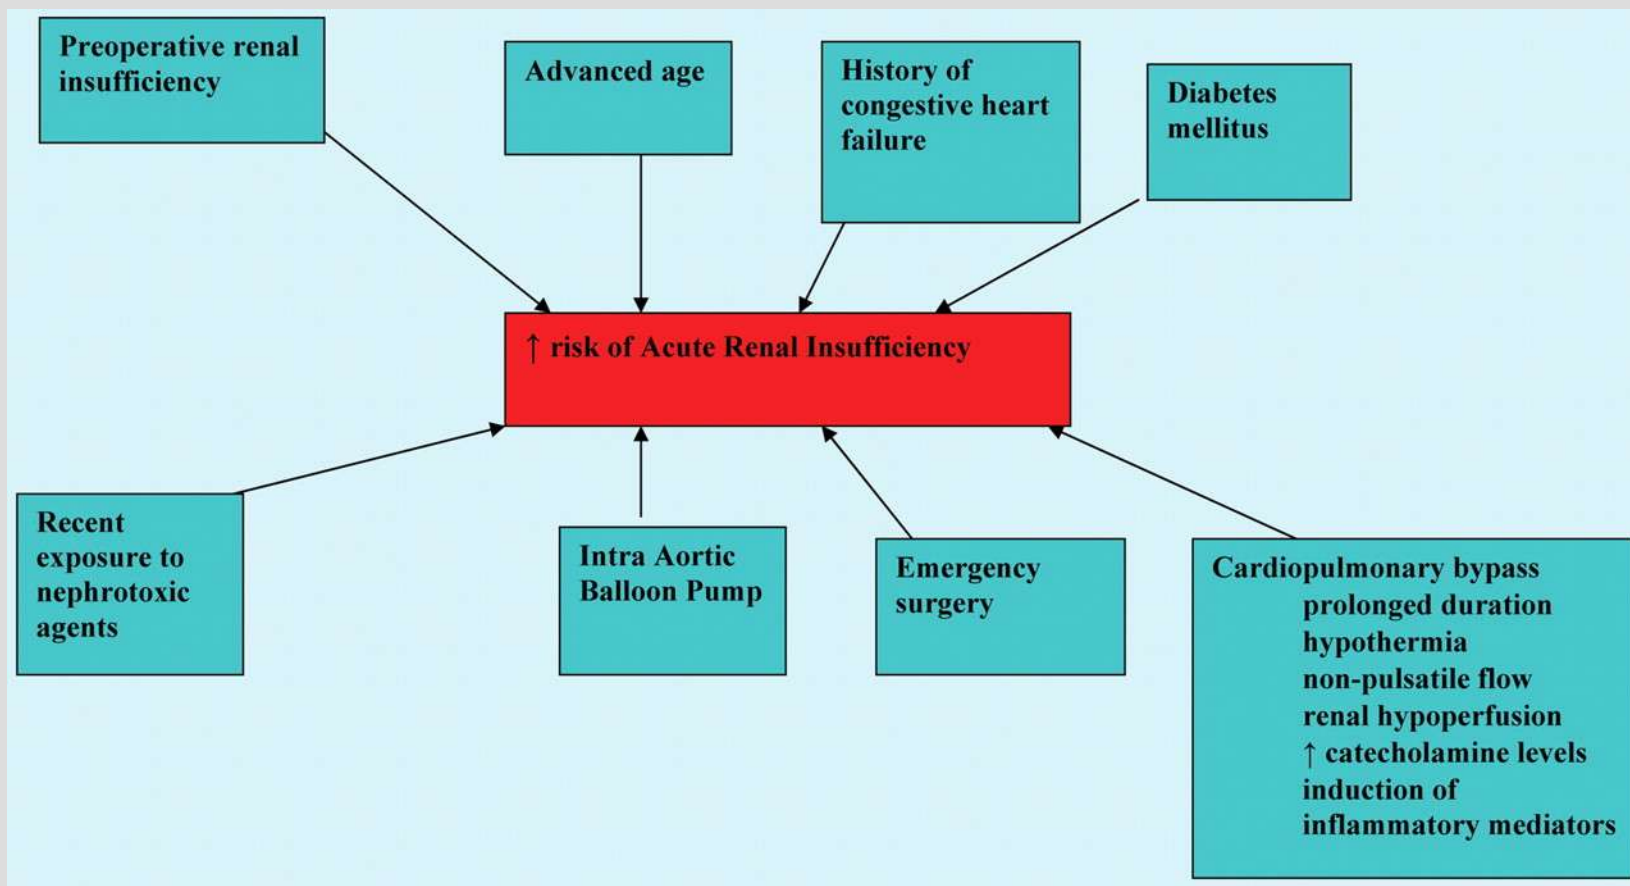 Preoperative renal
insufficiency
Advanced age
History of
congestive heart
failure
Diabetes
mellitus
↑ risk of Acute Renal Insufficiency
Recent
exposure to
nephrotoxic
agents
Intra Aortic
Balloon Pump
Emergency
surgery
Cardiopulmonary bypass
prolonged duration
hypothermia
non-pulsatile flow
renal hypoperfusion
↑ catecholamine levels
induction of
inflammatory mediators